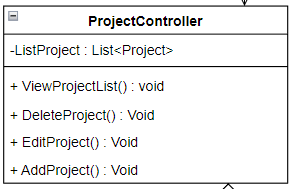 ProjectController
-ListProject : List<Project>
+ ViewProjectList() : void
+ DeleteProject() : Void
+ EditProject() : Void
+ AddProject() : Void